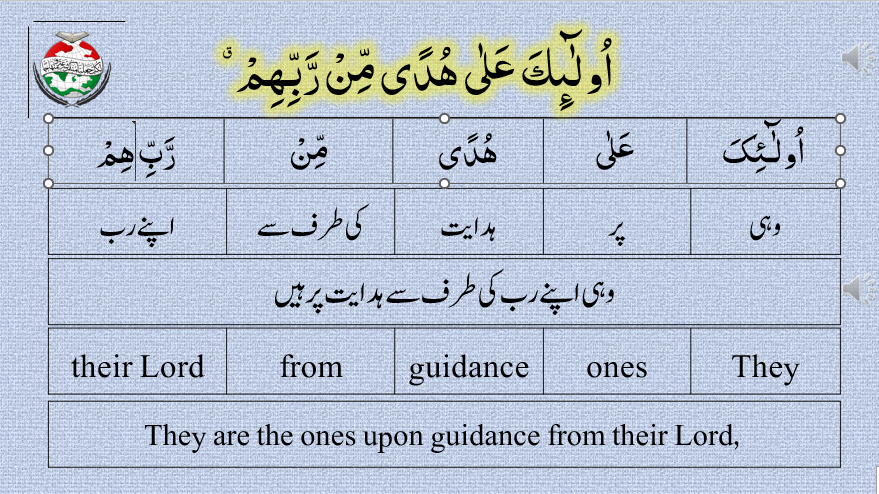 اُولٰٓئِكَ عَلٰی هُدًی مِّنْ رَّبِّهِمْ ۗ
اُولٰٓئِکَ عَلٰی هُدًی مِّنْ رَّبِّهِمْ
وہی پر ہدایت کی طرف سے اپنے رب
وہی اپنے رب کی طرف سے ہدایت پر ہیں
their Lord from guidance ones They
They are the ones upon guidance from their Lord,